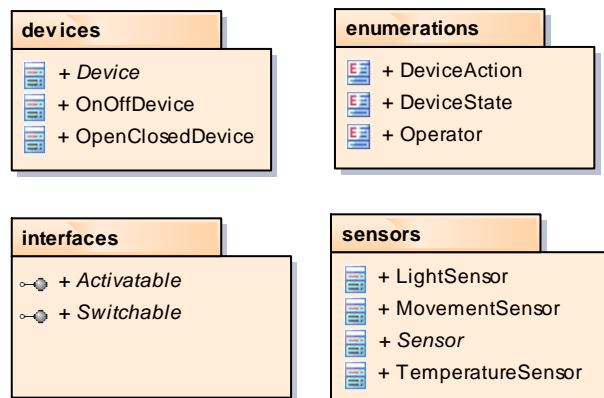 devices
+ Device
+ OnOffDevice
+ OpenClosedDevice
enumerations
+ DeviceAction
+ DeviceState
+ Operator
interfaces
+ Activatable
+ Switchable
sensors
+ LightSensor
+ MovementSensor
+ Sensor
+ TemperatureSensor